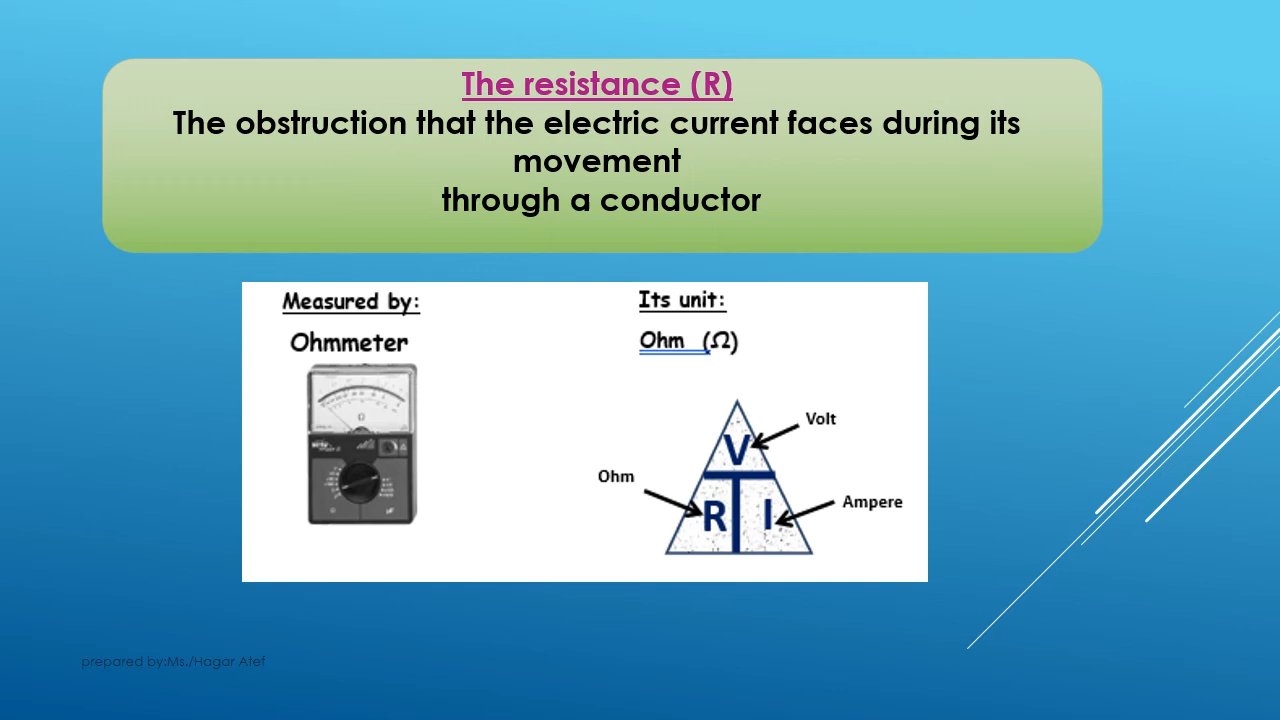 The resistance (R)
The obstruction that the electric current faces during its
movement
through a conductor
Measured by:
Its unit:
Ohmmeter
Ohm (Ω)
Volt
V
Ohm
R
I
Ampere
Ω
prepared by:Ms./Hagar Atef